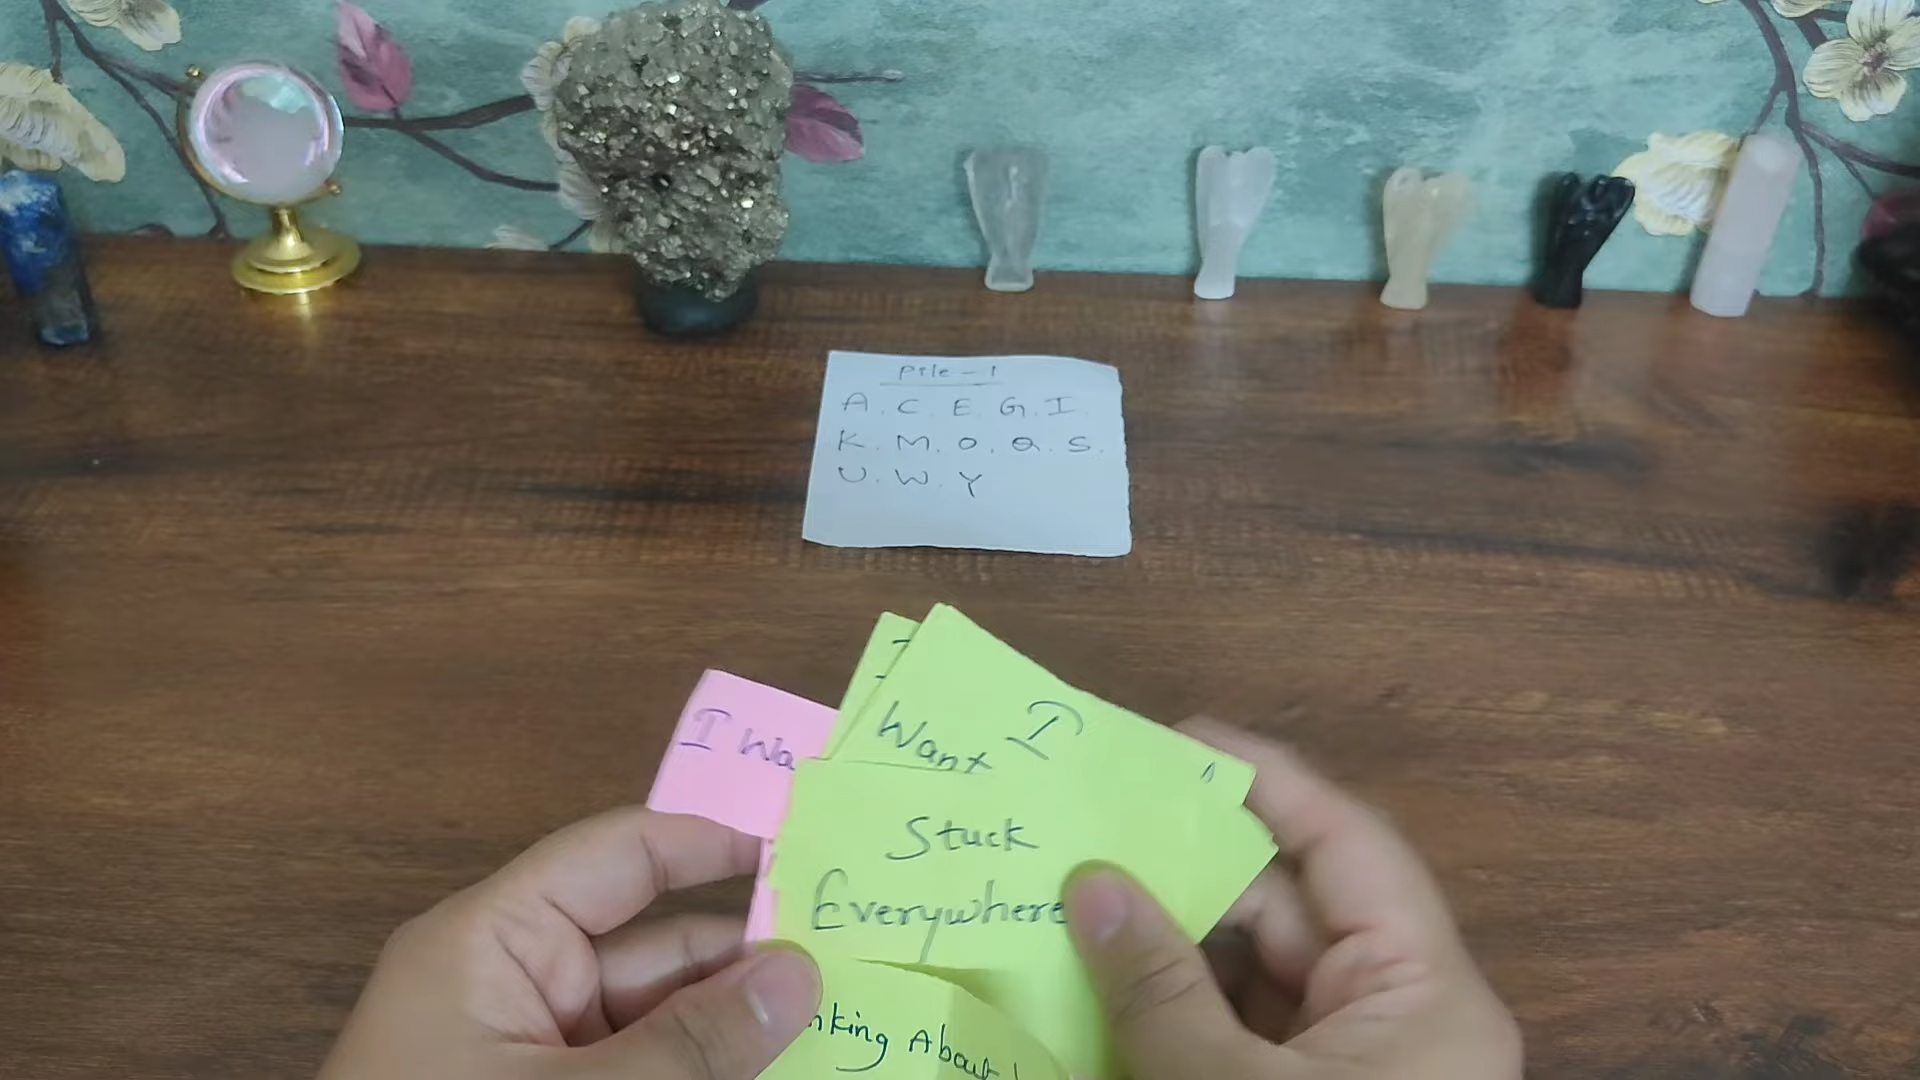 Pile - 1
A. C. E. G. I.
K. M. O. Q. S.
U. W. Y
I
Want
I Wa
Stuck
Everywhere
nking About